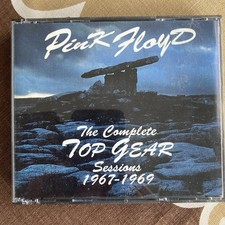 PinK FloyD
The Complete
TOP GEAR
Sessions
1967-1969